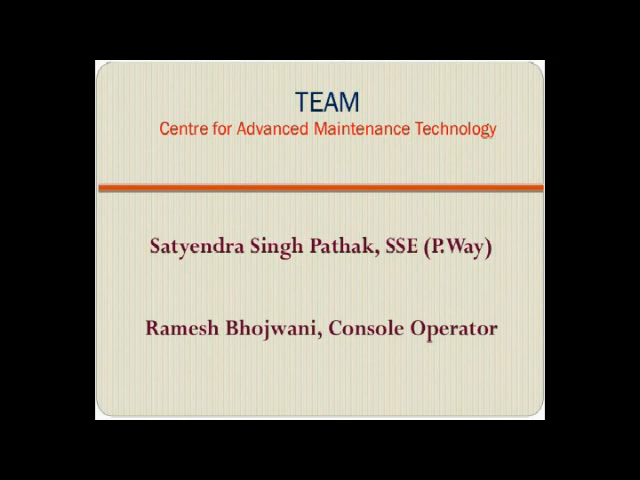 TEAM
Centre for Advanced Maintenance Technology
Satyendra Singh Pathak, SSE (P.Way)
Ramesh Bhojwani, Console Operator